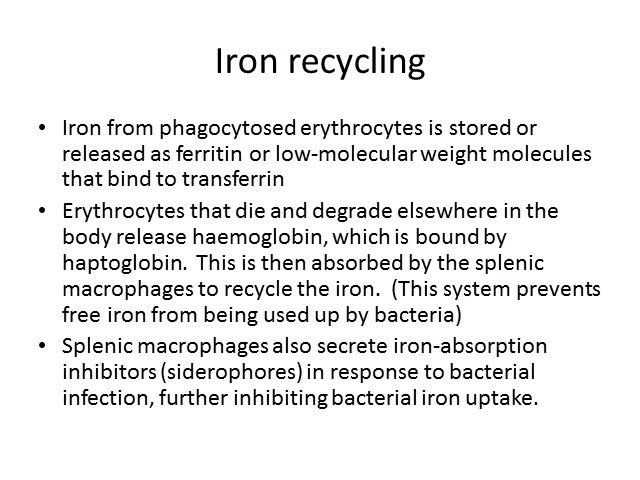 Iron recycling
• Iron from phagocytosed erythrocytes is stored or
released as ferritin or low-molecular weight molecules
that bind to transferrin
• Erythrocytes that die and degrade elsewhere in the
body release haemoglobin, which is bound by
haptoglobin.  This is then absorbed by the splenic
macrophages to recycle the iron.  (This system prevents
free iron from being used up by bacteria)
• Splenic macrophages also secrete iron-absorption
inhibitors (siderophores) in response to bacterial
infection, further inhibiting bacterial iron uptake.